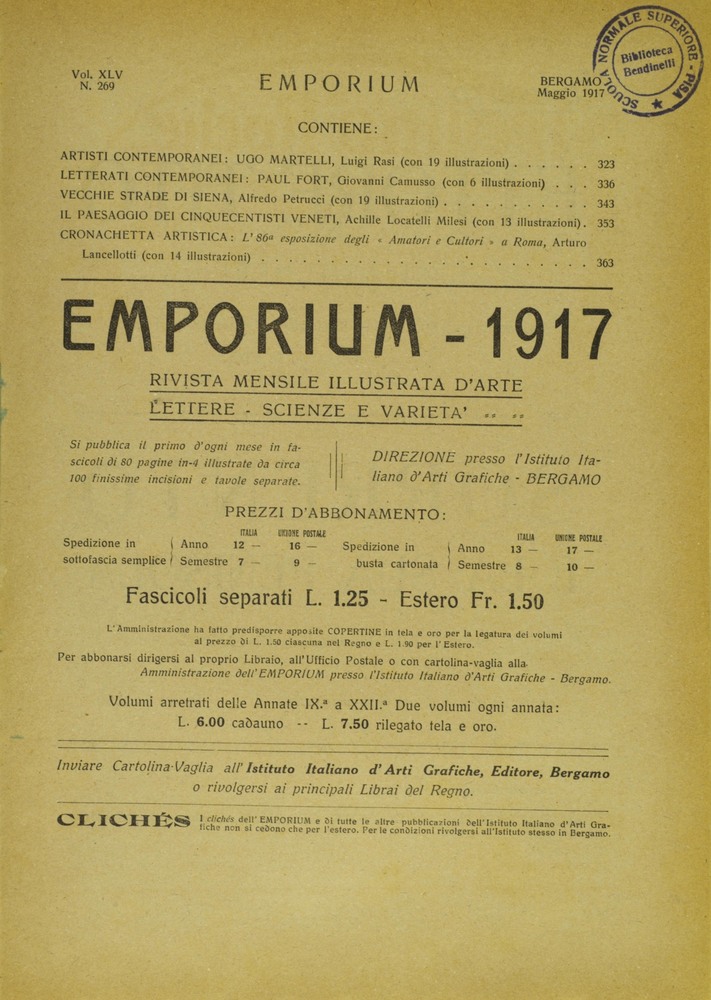 Vol. XLV
N. 269
EMPORIUM
BERGAMO
Maggio 1917
SCUOLA NORMALE SUPERIORE - PISA ★
Biblioteca
Bendinelli
CONTIENE:
ARTISTI CONTEMPORANEI: UGO MARTELLI, Luigi Rasi (con 19 illustrazioni) . . . . . . 323
LETTERATI CONTEMPORANEI: PAUL FORT, Giovanni Camusso (con 6 illustrazioni) . . . 336
VECCHIE STRADE DI SIENA, Alfredo Petrucci (con 19 illustrazioni) . . . . . . . . . . . 343
IL PAESAGGIO DEI CINQUECENTISTI VENETI, Achille Locatelli Milesi (con 13 illustrazioni) . 353
CRONACHETTA ARTISTICA: L'86ª esposizione degli « Amatori e Cultori » a Roma, Arturo
Lancellotti (con 14 illustrazioni) . . . . . . . . . . . . . . . . . . . . . . . . 363
EMPORIUM - 1917
RIVISTA MENSILE ILLUSTRATA D'ARTE
LETTERE - SCIENZE E VARIETA'
Si pubblica il primo d'ogni mese in fa-
scicoli di 80 pagine in-4 illustrate da circa
100 finissime incisioni e tavole separate.
DIREZIONE presso l'Istituto Ita-
liano d'Arti Grafiche - BERGAMO
PREZZI D'ABBONAMENTO:
ITALIA UNIONE POSTALE ITALIA UNIONE POSTALE
Spedizione in Anno 12 — 16 — Spedizione in Anno 13 — 17 —
sottofascia semplice Semestre 7 — 9 — busta cartonata Semestre 8 — 10 —
Fascicoli separati L. 1.25 - Estero Fr. 1.50
L'Amministrazione ha fatto predisporre apposite COPERTINE in tela e oro per la legatura dei volumi
al prezzo di L. 1.50 ciascuna nel Regno e L. 1.90 per l'Estero.
Per abbonarsi dirigersi al proprio Libraio, all'Ufficio Postale o con cartolina-vaglia alla
Amministrazione dell'EMPORIUM presso l'Istituto Italiano d'Arti Grafiche - Bergamo.
Volumi arretrati delle Annate IX.ª a XXII.ª Due volumi ogni annata:
L. 6.00 cadauno -- L. 7.50 rilegato tela e oro.
Inviare Cartolina-Vaglia all'Istituto Italiano d'Arti Grafiche, Editore, Bergamo
o rivolgersi ai principali Librai del Regno.
CLICHÉS I clichés dell'EMPORIUM e di tutte le altre pubblicazioni dell'Istituto Italiano d'Arti Gra-
fiche non si cedono che per l'estero. Per le condizioni rivolgersi all'Istituto stesso in Bergamo.